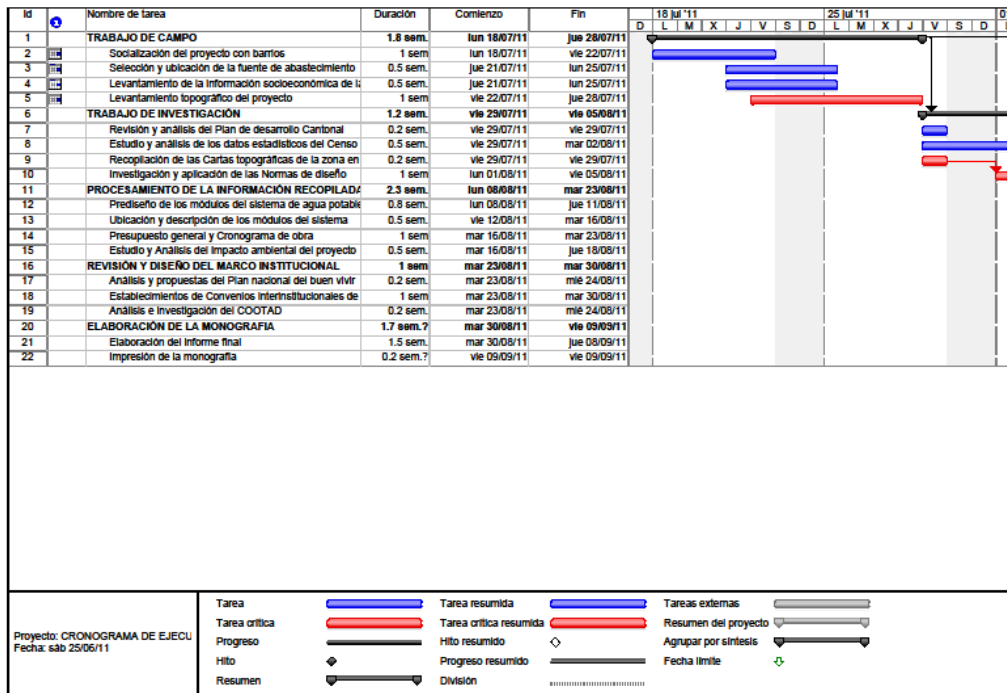 Id Nombre de tarea Duración Comienzo Fin 18 jul '11 25 jul '11 0
D L M X J V S D L M X J V S D
1 TRABAJO DE CAMPO 1.8 sem. lun 18/07/11 jue 28/07/11
2 Socialización del proyecto con barrios 1 sem lun 18/07/11 vie 22/07/11
3 Selección y ubicación de la fuente de abastecimiento 0.5 sem. jue 21/07/11 lun 25/07/11
4 Levantamiento de la información socioeconómica de la 0.5 sem. jue 21/07/11 lun 25/07/11
5 Levantamiento topográfico del proyecto 1 sem vie 22/07/11 jue 28/07/11
6 TRABAJO DE INVESTIGACIÓN 1.2 sem. vie 29/07/11 vie 05/08/11
7 Revisión y análisis del Plan de desarrollo Cantonal 0.2 sem. vie 29/07/11 vie 29/07/11
8 Estudio y análisis de los datos estadísticos del Censo 0.5 sem. vie 29/07/11 mar 02/08/11
9 Recopilación de las Cartas topográficas de la zona en 0.2 sem. vie 29/07/11 vie 29/07/11
10 Investigación y aplicación de las Normas de diseño 1 sem lun 01/08/11 vie 05/08/11
11 PROCESAMIENTO DE LA INFORMACIÓN RECOPILADA 2.3 sem. lun 08/08/11 mar 23/08/11
12 Prediseño de los módulos del sistema de agua potable 0.8 sem. lun 08/08/11 jue 11/08/11
13 Ubicación y descripción de los módulos del sistema 0.5 sem. vie 12/08/11 mar 16/08/11
14 Presupuesto general y Cronograma de obra 1 sem mar 16/08/11 mar 23/08/11
15 Estudio y Análisis del Impacto ambiental del proyecto 0.5 sem. mar 16/08/11 jue 18/08/11
16 REVISIÓN Y DISEÑO DEL MARCO INSTITUCIONAL 1 sem mar 23/08/11 mar 30/08/11
17 Análisis y propuestas del Plan nacional del buen vivir 0.2 sem. mar 23/08/11 mié 24/08/11
18 Establecimientos de Convenios Interinstitucionales de 1 sem mar 23/08/11 mar 30/08/11
19 Análisis e Investigación del COOTAD 0.2 sem. mar 23/08/11 mié 24/08/11
20 ELABORACIÓN DE LA MONOGRAFIA 1.7 sem.? mar 30/08/11 vie 09/09/11
21 Elaboración del Informe final 1.5 sem. mar 30/08/11 jue 08/09/11
22 Impresión de la monografía 0.2 sem.? vie 09/09/11 vie 09/09/11
Proyecto: CRONOGRAMA DE EJECU
Fecha: sáb 25/06/11
Tarea Tarea resumida Tareas externas
Tarea crítica Tarea crítica resumida Resumen del proyecto
Progreso Hito resumido Agrupar por síntesis
Hito Progreso resumido Fecha límite
Resumen División